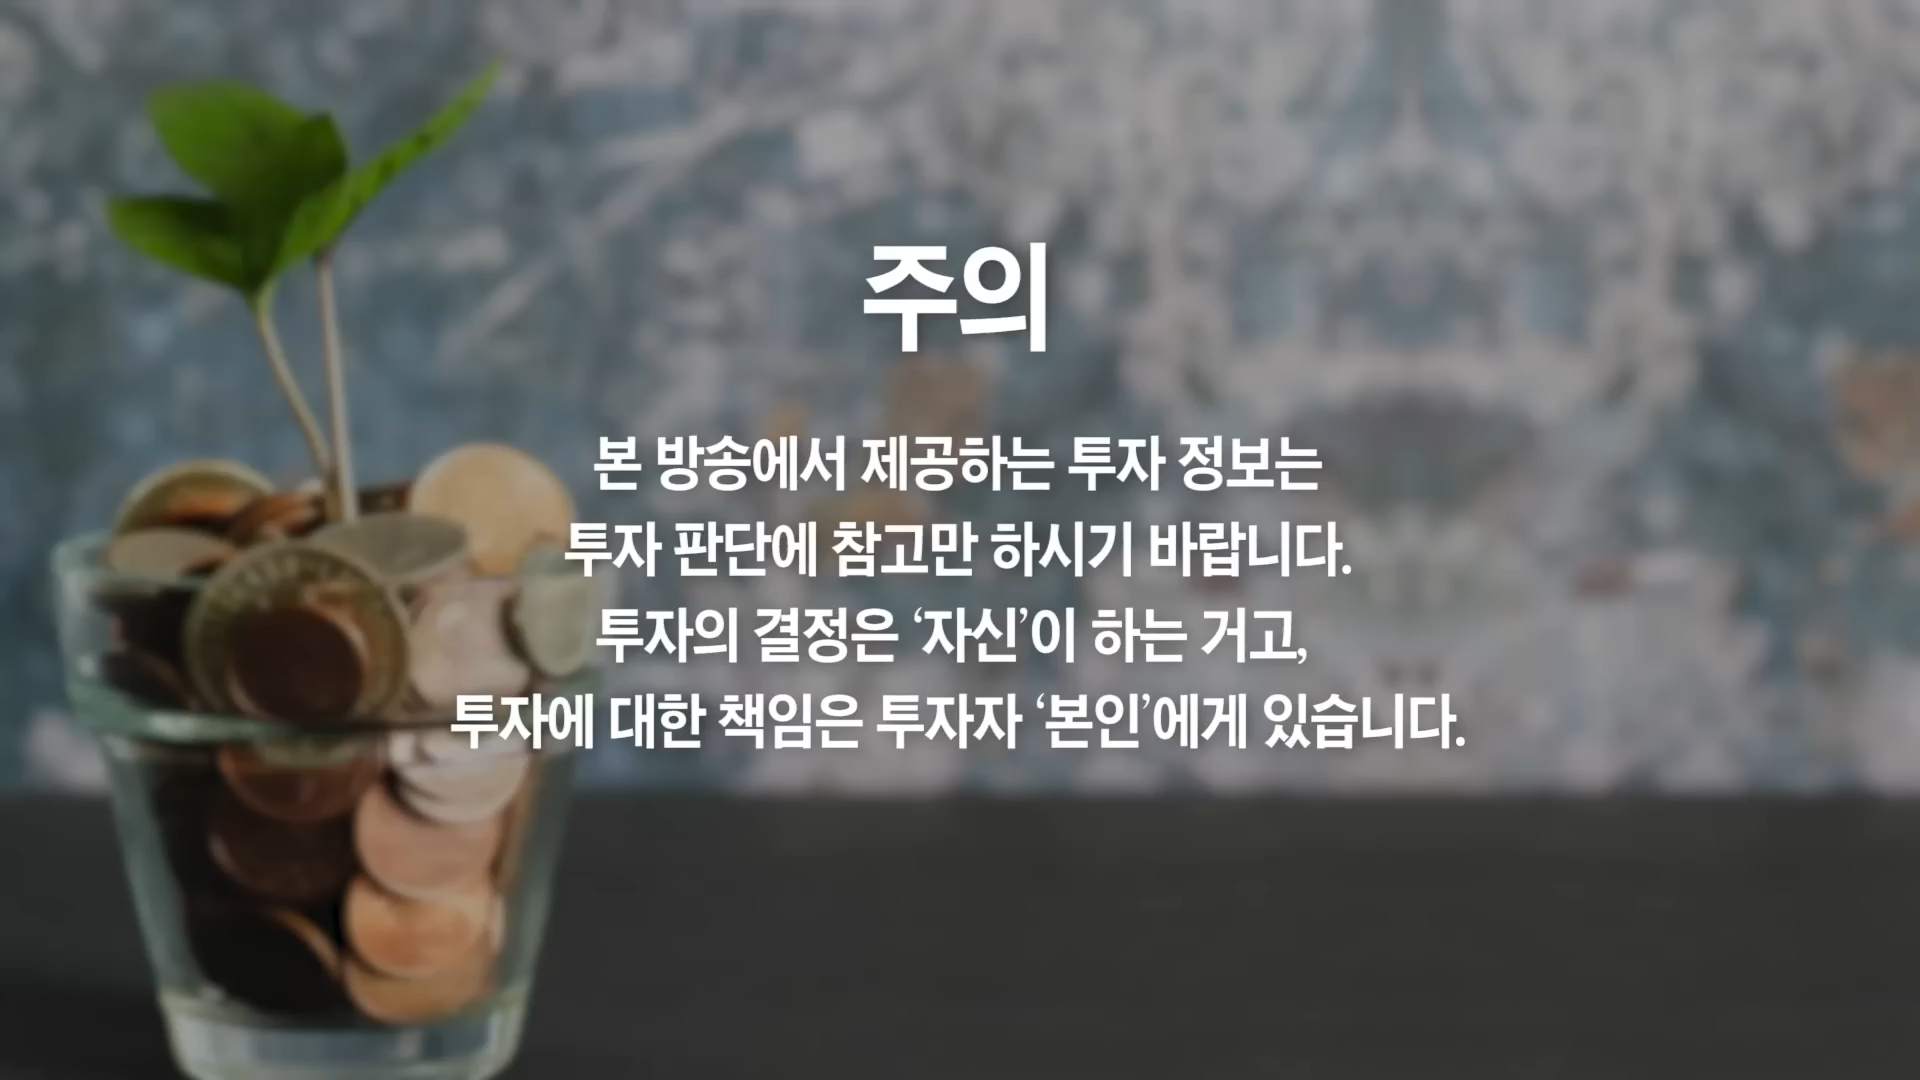 주의
본 방송에서 제공하는 투자 정보는
투자 판단에 참고만 하시기 바랍니다.
투자의 결정은 ‘자신’이 하는 거고,
투자에 대한 책임은 투자자 ‘본인’에게 있습니다.